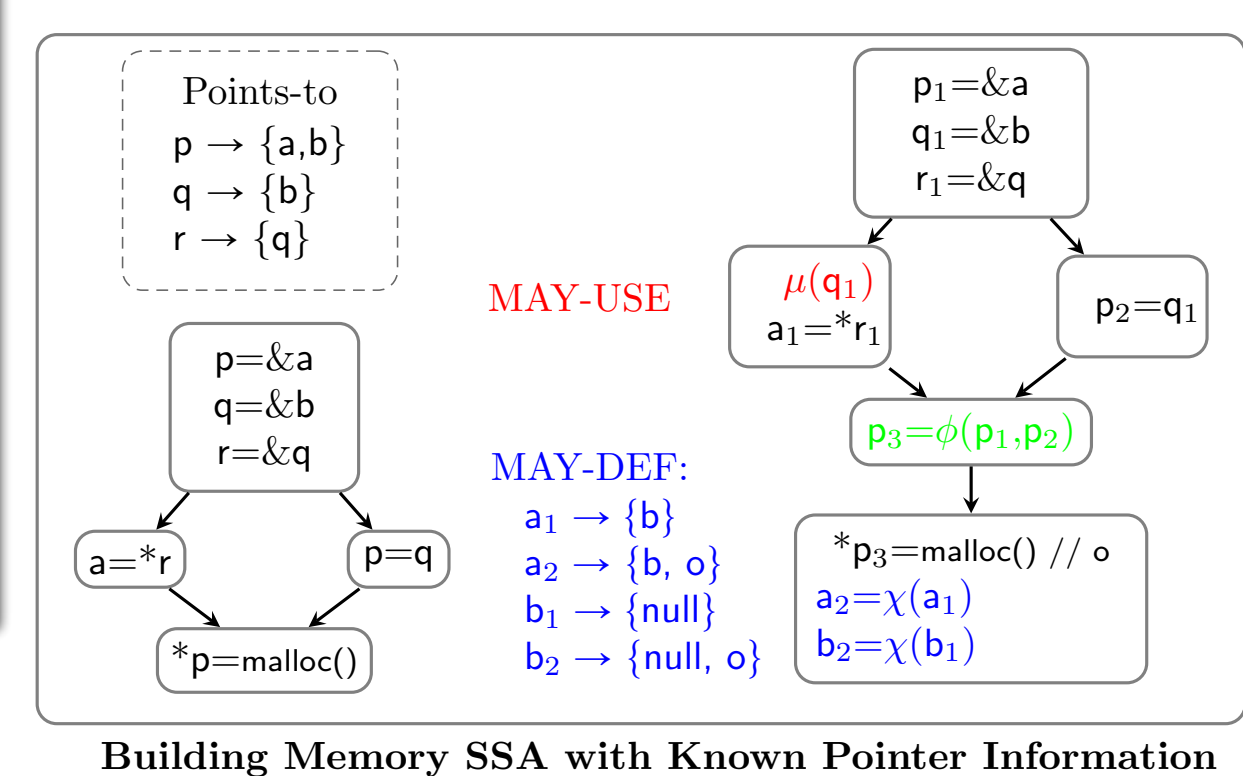 Points-to
p → {a,b}
q → {b}
r → {q}
p=&a
q=&b
r=&q
a=*r
p=q
*p=malloc()
MAY-USE
MAY-DEF:
a₁ → {b}
a₂ → {b, o}
b₁ → {null}
b₂ → {null, o}
p₁=&a
q₁=&b
r₁=&q
μ(q₁)
a₁=*r₁
p₂=q₁
p₃=ϕ(p₁,p₂)
*p₃=malloc() // o
a₂=χ(a₁)
b₂=χ(b₁)
Building Memory SSA with Known Pointer Information